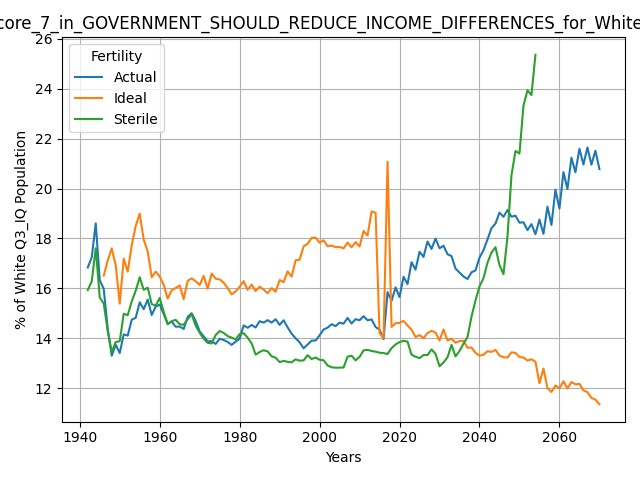 core_7_in_GOVERNMENT_SHOULD_REDUCE_INCOME_DIFFERENCES_for_White
26
24
22
20
18
16
14
12
% of White Q3_IQ Population
Fertility
Actual
Ideal
Sterile
1940 1960 1980 2000 2020 2040 2060
Years